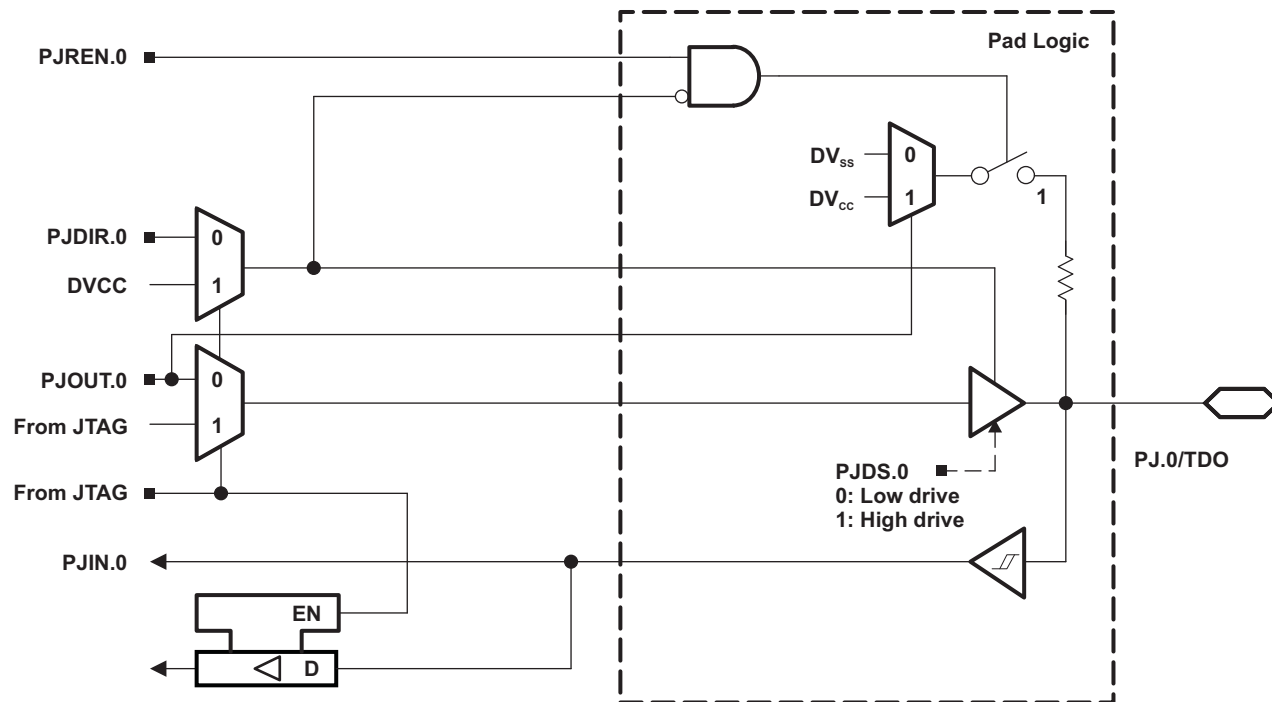 Pad Logic
PJREN.0
DVSS
0
DVCC
1
1
PJDIR.0
0
DVCC
1
PJOUT.0
0
From JTAG
1
PJDS.0
0: Low drive
1: High drive
PJ.0/TDO
From JTAG
PJIN.0
EN
D